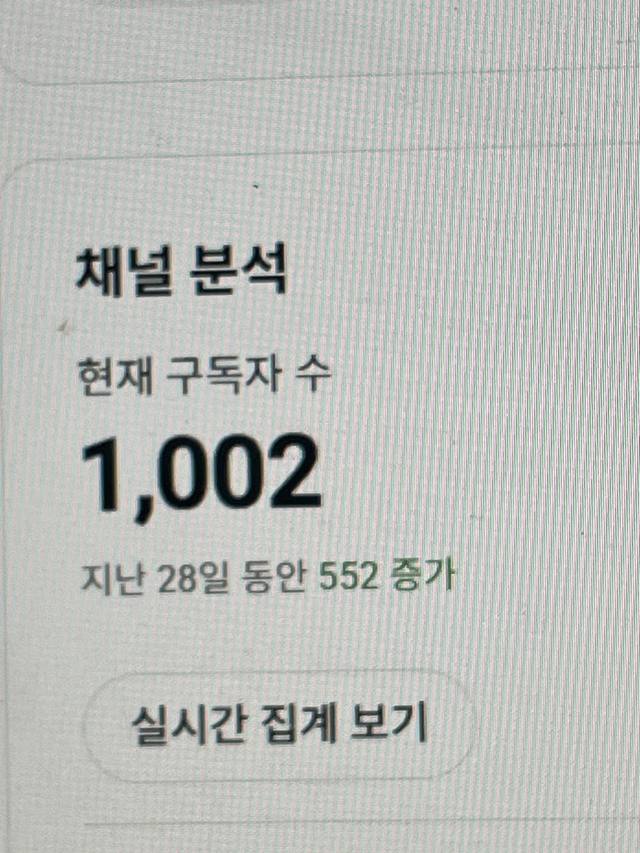 채널 분석
현재 구독자 수
1,002
지난 28일 동안 552 증가
실시간 집계 보기